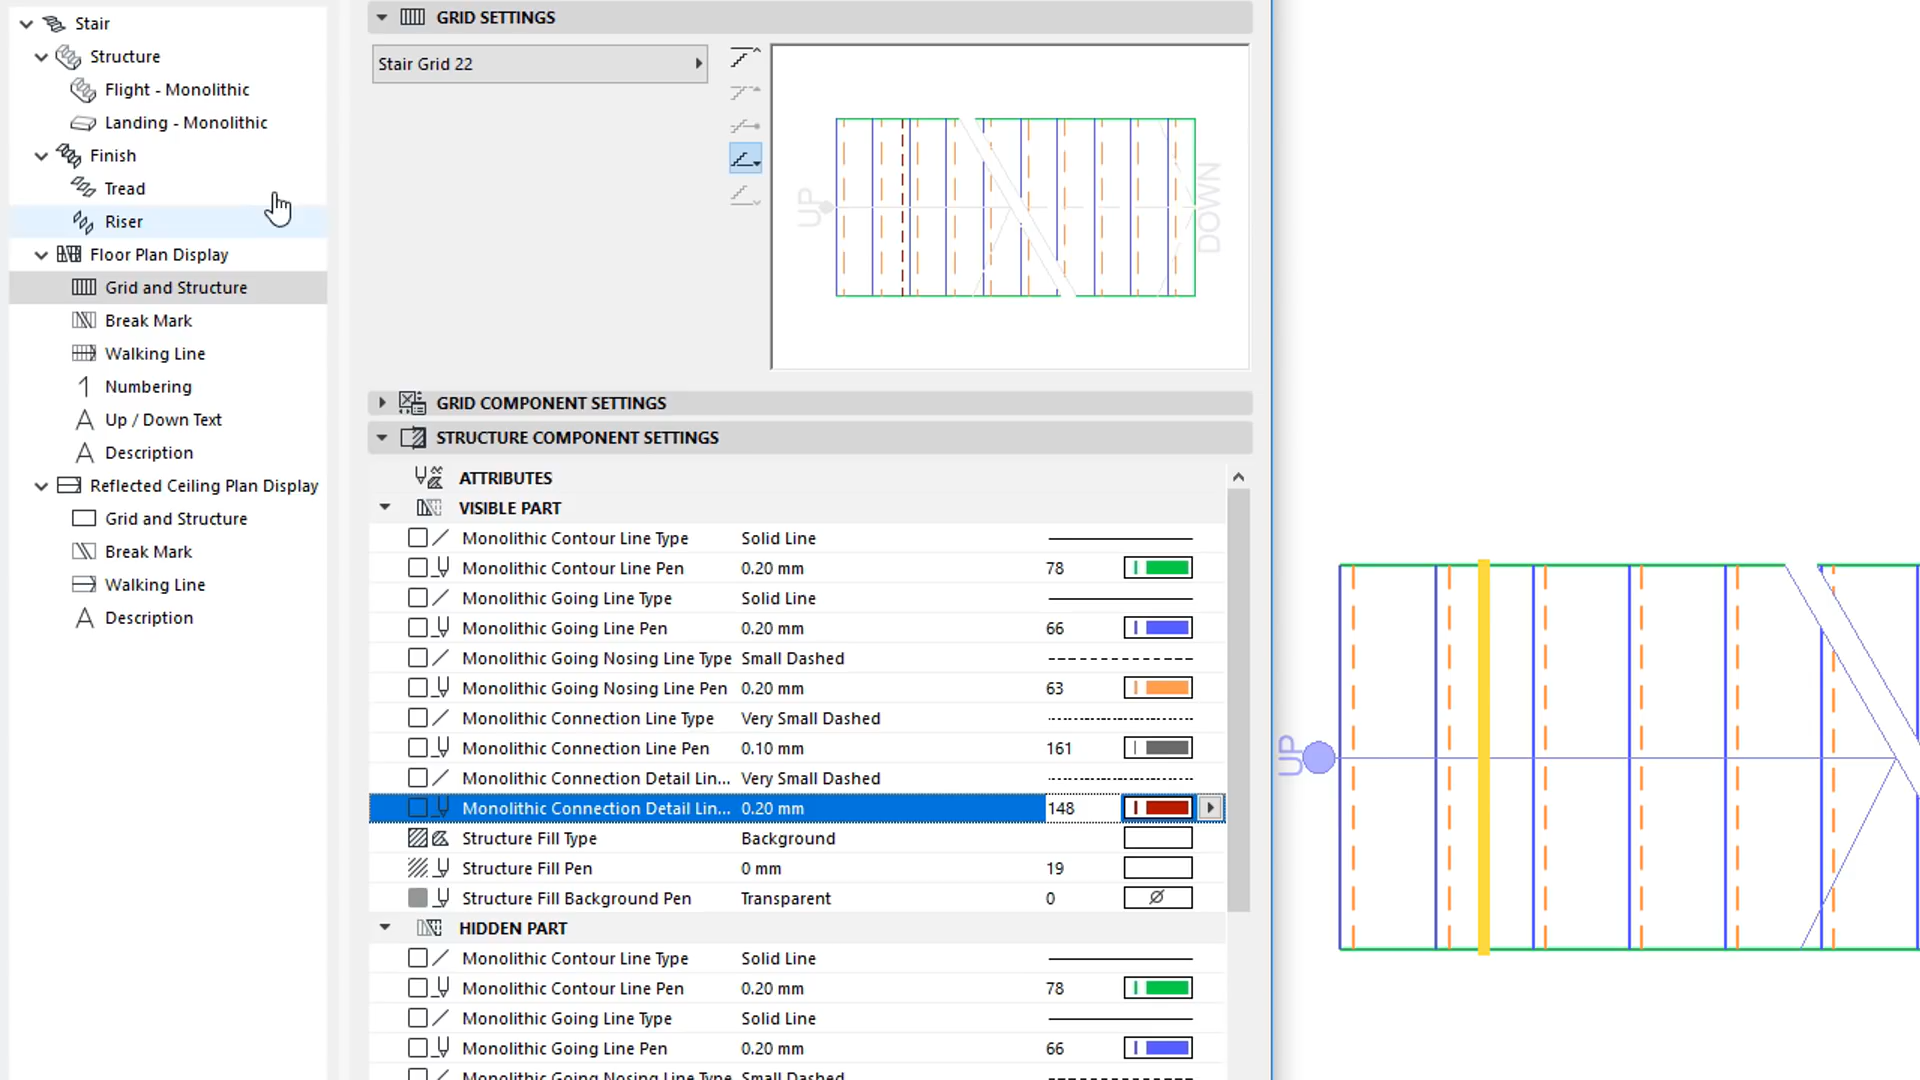 Stair
Structure
Flight - Monolithic
Landing - Monolithic
Finish
Tread
Riser
Floor Plan Display
Grid and Structure
Break Mark
Walking Line
Numbering
Up / Down Text
Description
Reflected Ceiling Plan Display
Grid and Structure
Break Mark
Walking Line
Description
GRID SETTINGS
Stair Grid 22
UP
DOWN
GRID COMPONENT SETTINGS
STRUCTURE COMPONENT SETTINGS
ATTRIBUTES
VISIBLE PART
Monolithic Contour Line Type Solid Line
Monolithic Contour Line Pen 0.20 mm 78
Monolithic Going Line Type Solid Line
Monolithic Going Line Pen 0.20 mm 66
Monolithic Going Nosing Line Type Small Dashed
Monolithic Going Nosing Line Pen 0.20 mm 63
Monolithic Connection Line Type Very Small Dashed
Monolithic Connection Line Pen 0.10 mm 161
Monolithic Connection Detail Lin... Very Small Dashed
Monolithic Connection Detail Lin... 0.20 mm 148
Structure Fill Type Background
Structure Fill Pen 0 mm 19
Structure Fill Background Pen Transparent 0
HIDDEN PART
Monolithic Contour Line Type Solid Line
Monolithic Contour Line Pen 0.20 mm 78
Monolithic Going Line Type Solid Line
Monolithic Going Line Pen 0.20 mm 66
Monolithic Going Nosing Line Type Small Dashed
UP